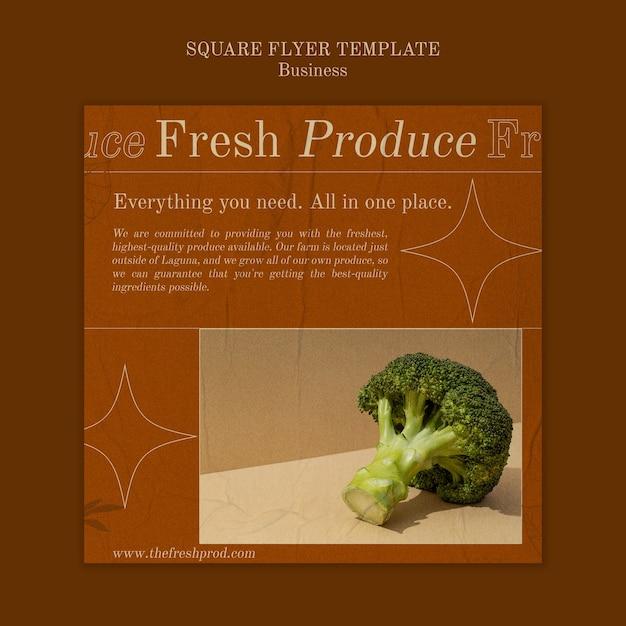 SQUARE FLYER TEMPLATE
Business
uce Fresh Produce Fr
Everything you need. All in one place.
We are committed to providing you with the freshest,
highest-quality produce available. Our farm is located just
outside of Laguna, and we grow all of our own produce, so
we can guarantee that you're getting the best-quality
ingredients possible.
www.thefreshprod.com